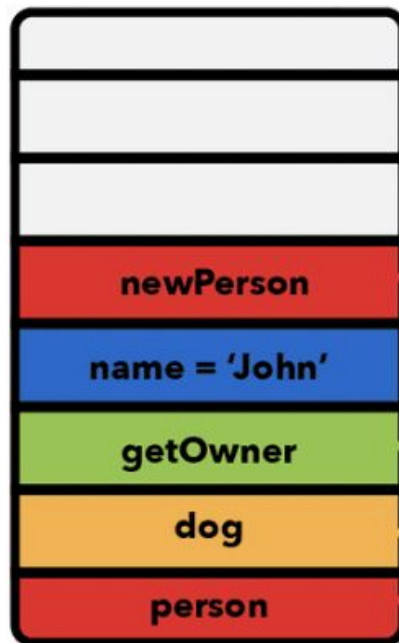 newPerson
name = ‘John’
getOwner
dog
person